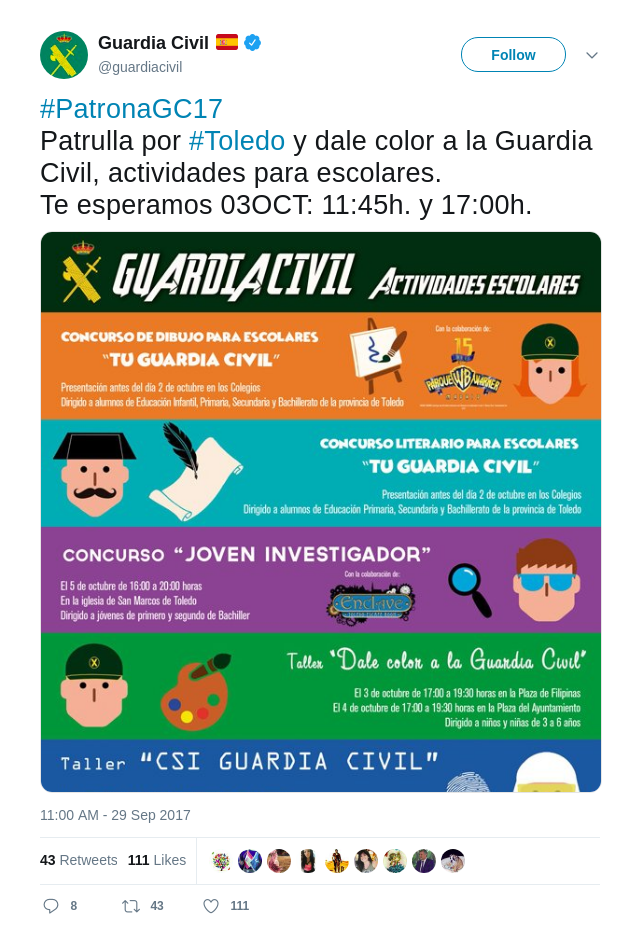 Guardia Civil
@guardiacivil
Follow
#PatronaGC17
Patrulla por #Toledo y dale color a la Guardia
Civil, actividades para escolares.
Te esperamos 03OCT: 11:45h. y 17:00h.
GUARDIA CIVIL ACTIVIDADES ESCOLARES
CONCURSO DE DIBUJO PARA ESCOLARES
"TU GUARDIA CIVIL"
Presentación antes del día 2 de octubre en los Colegios
Dirigido a alumnos de Educación Infantil, Primaria, Secundaria y Bachillerato de la provincia de Toledo
Con la colaboración de:
15
PARQUE WB WARNER
MADRID
CONCURSO LITERARIO PARA ESCOLARES
"TU GUARDIA CIVIL"
Presentación antes del día 2 de octubre en los Colegios
Dirigido a alumnos de Educación Primaria, Secundaria y Bachillerato de la provincia de Toledo
CONCURSO "JOVEN INVESTIGADOR"
El 5 de octubre de 16:00 a 20:00 horas
En la iglesia de San Marcos de Toledo
Dirigido a jóvenes de primero y segundo de Bachiller
Con la colaboración de:
Enclave
Taller "Dale color a la Guardia Civil"
El 3 de octubre de 17:00 a 19:30 horas en la Plaza de Filipinas
El 4 de octubre de 17:00 a 19:30 horas en la Plaza del Ayuntamiento
Dirigido a niños y niñas de 3 a 6 años
Taller "CSI GUARDIA CIVIL"
11:00 AM - 29 Sep 2017
43 Retweets 111 Likes
8 43 111